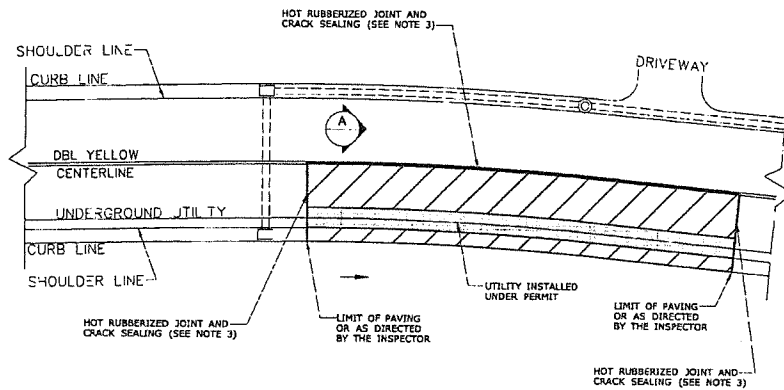 HOT RUBBERIZED JOINT AND
CRACK SEALING (SEE NOTE 3)
SHOULDER LINE
CURB LINE
DRIVEWAY
A
DBL YELLOW
CENTERLINE
UNDERGROUND UTILITY
CURB LINE
SHOULDER LINE
UTILITY INSTALLED
UNDER PERMIT
HOT RUBBERIZED JOINT AND
CRACK SEALING (SEE NOTE 3)
LIMIT OF PAVING
OR AS DIRECTED
BY THE INSPECTOR
LIMIT OF PAVING
OR AS DIRECTED
BY THE INSPECTOR
HOT RUBBERIZED JOINT AND
CRACK SEALING (SEE NOTE 3)